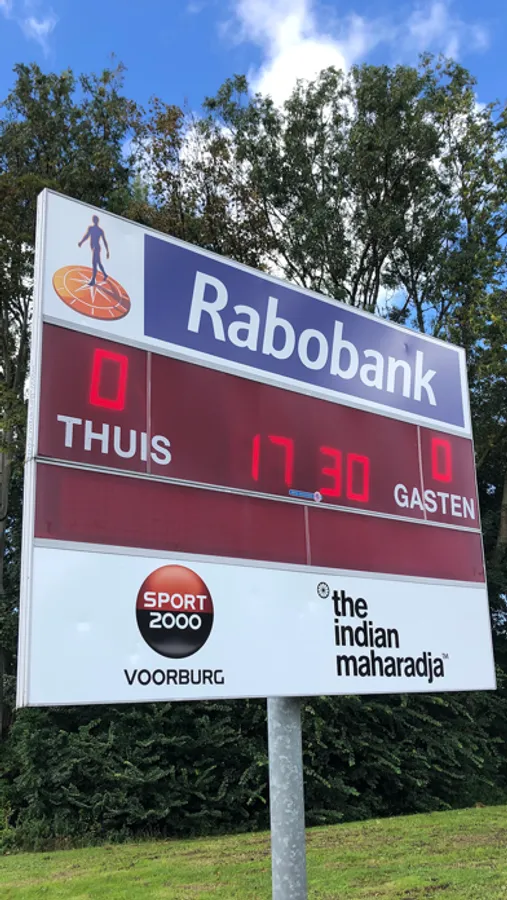 Rabobank
0
THUIS
17 30
0
GASTEN
SPORT
2000
VOORBURG
the
indian
maharadja™